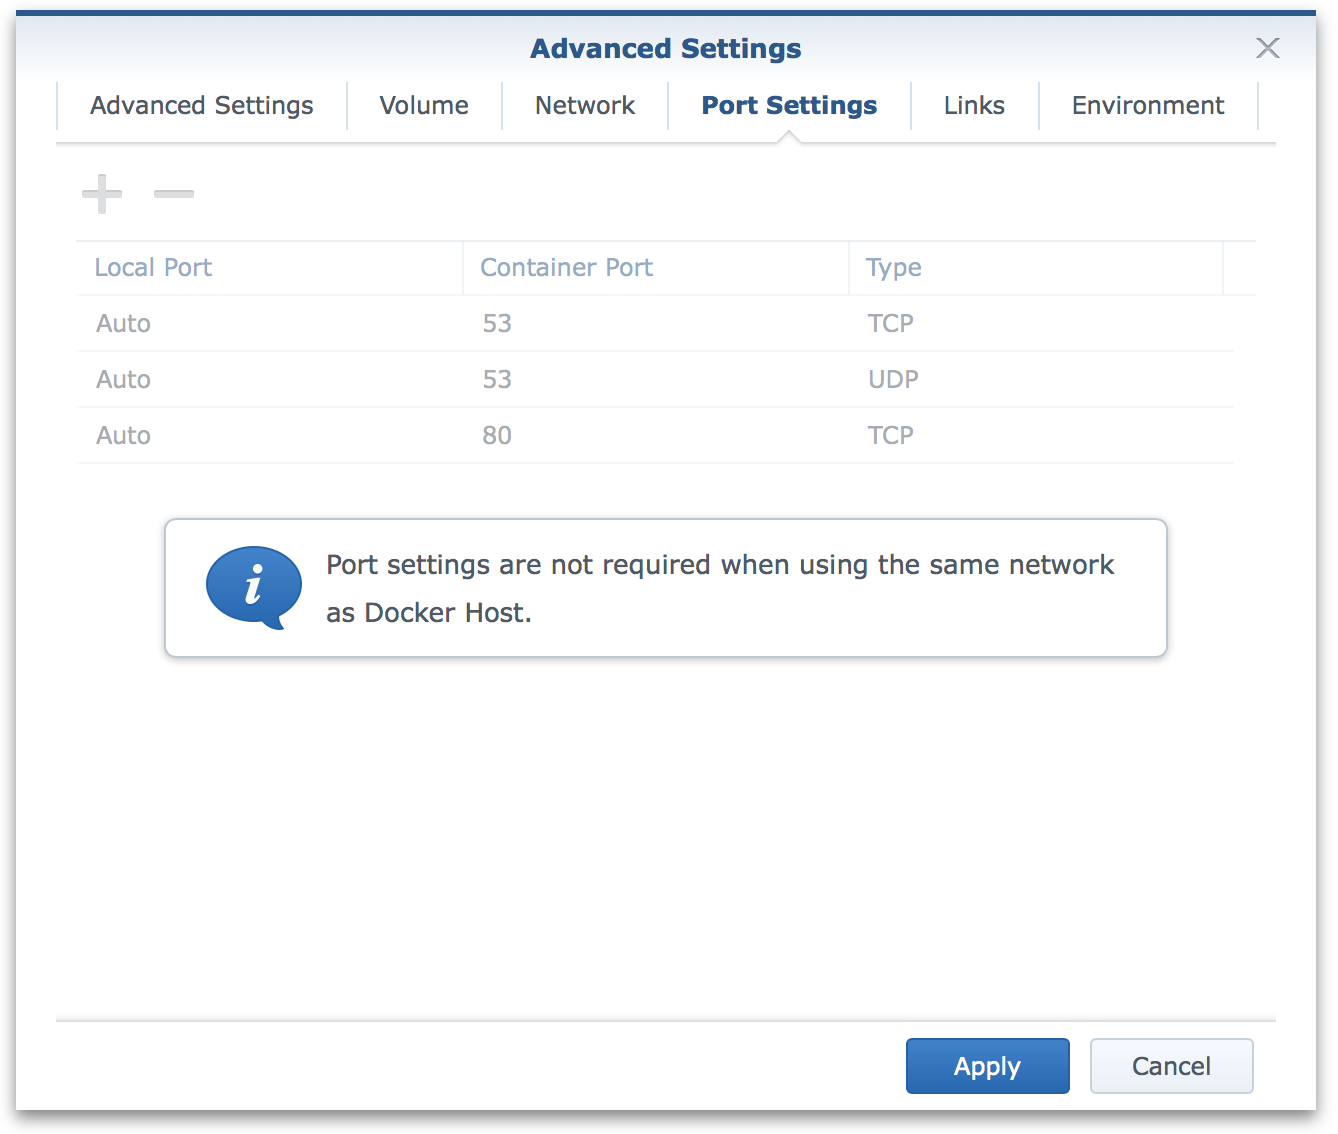 Advanced Settings
Advanced Settings Volume Network Port Settings Links Environment
Local Port Container Port Type
Auto 53 TCP
Auto 53 UDP
Auto 80 TCP
i
Port settings are not required when using the same network
as Docker Host.
Apply Cancel